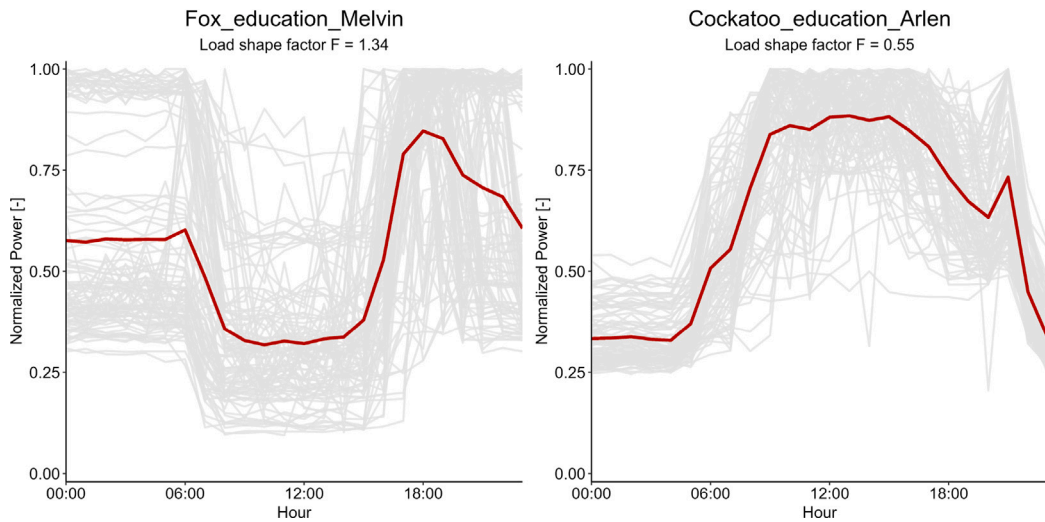 Fox_education_Melvin
Load shape factor F = 1.34
Normalized Power [-]
1.00
0.75
0.50
0.25
0.00
00:00 06:00 12:00 18:00
Hour
Cockatoo_education_Arlen
Load shape factor F = 0.55
Normalized Power [-]
1.00
0.75
0.50
0.25
0.00
00:00 06:00 12:00 18:00
Hour